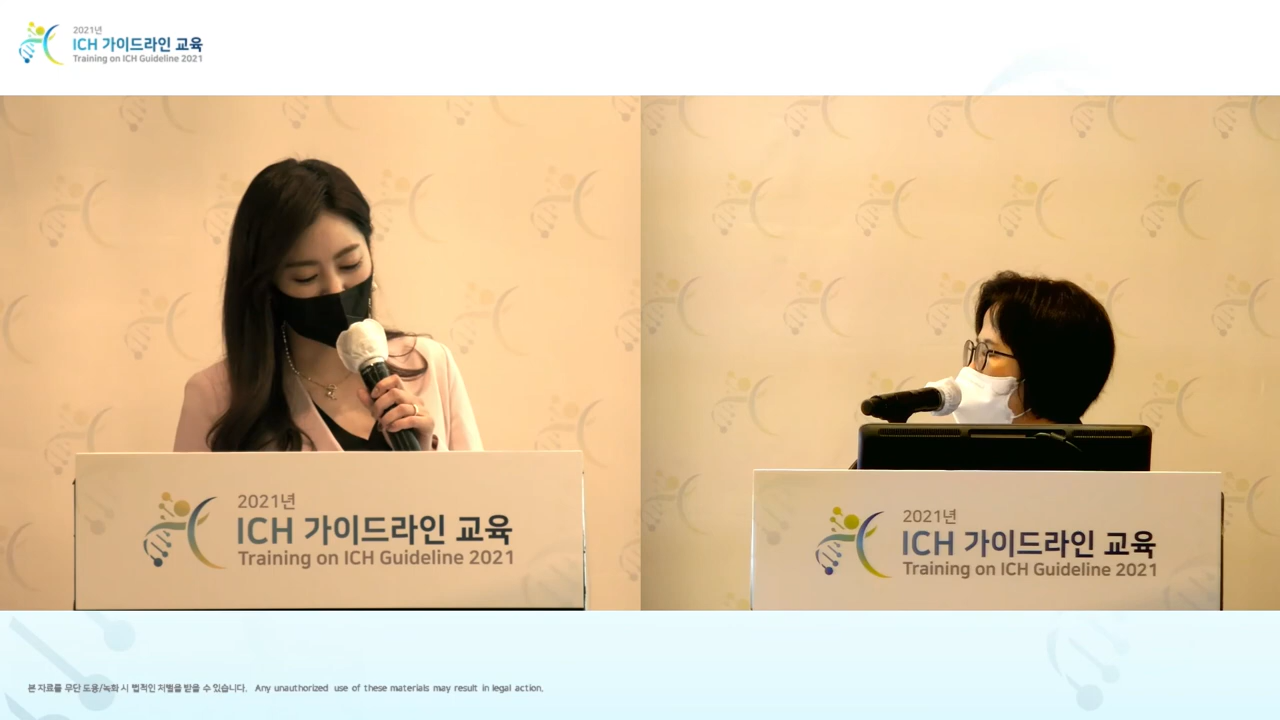 2021년
ICH 가이드라인 교육
Training on ICH Guideline 2021
2021년
ICH 가이드라인 교육
Training on ICH Guideline 2021
2021년
ICH 가이드라인 교육
Training on ICH Guideline 2021
본 자료를 무단 도용/녹화 시 법적인 처벌을 받을 수 있습니다. Any unauthorized use of these materials may result in legal action.